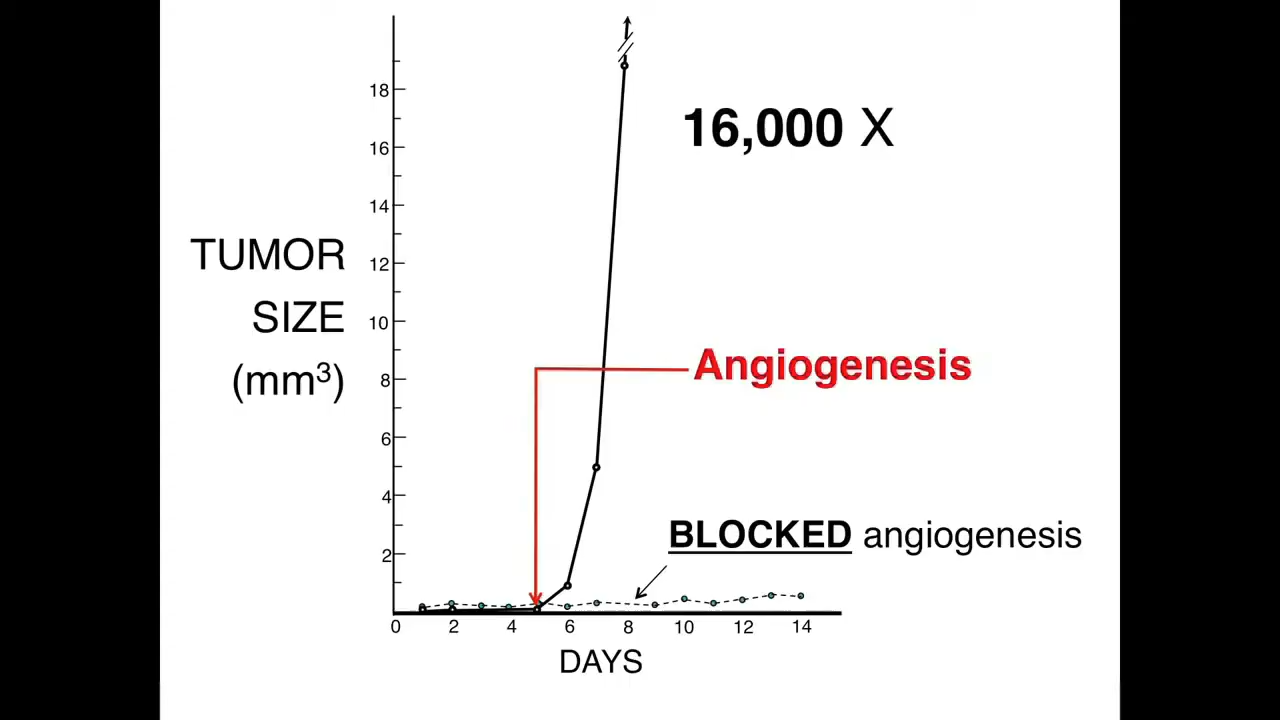 18
16,000 X
16
14
TUMOR
12
SIZE
10
(mm³)
8
Angiogenesis
6
4
BLOCKED angiogenesis
2
0 2 4 6 8 10 12 14
DAYS